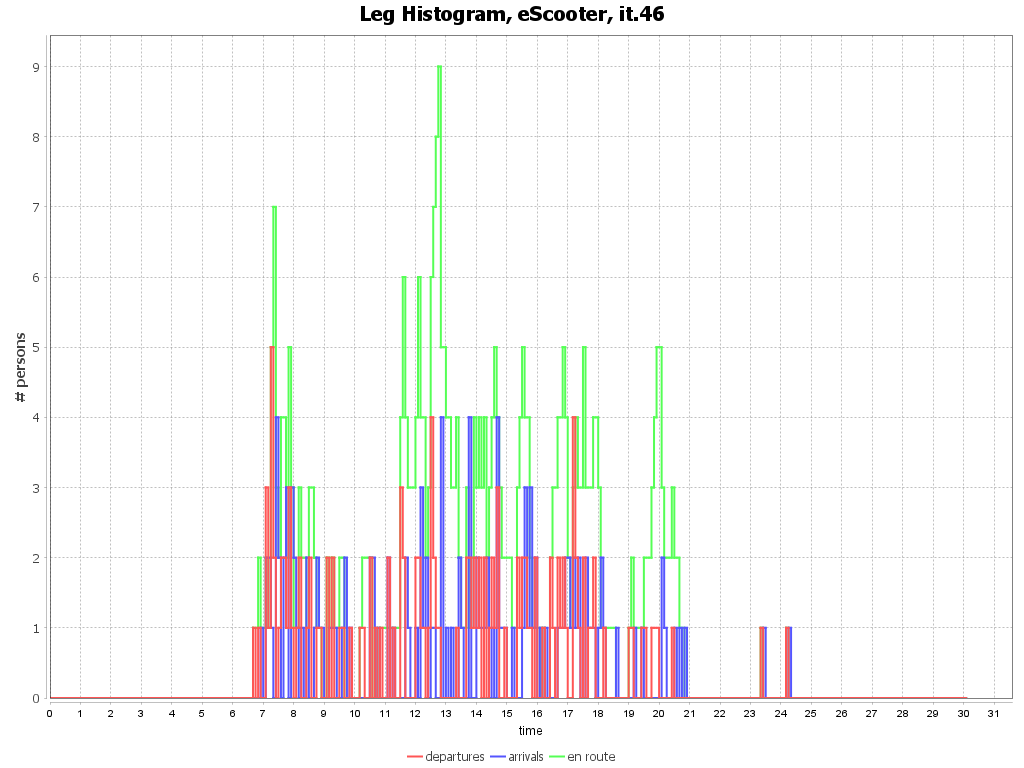 Leg Histogram, eScooter, it.46
# persons
9
8
7
6
5
4
3
2
1
0
0 1 2 3 4 5 6 7 8 9 10 11 12 13 14 15 16 17 18 19 20 21 22 23 24 25 26 27 28 29 30 31
time
departures arrivals en route